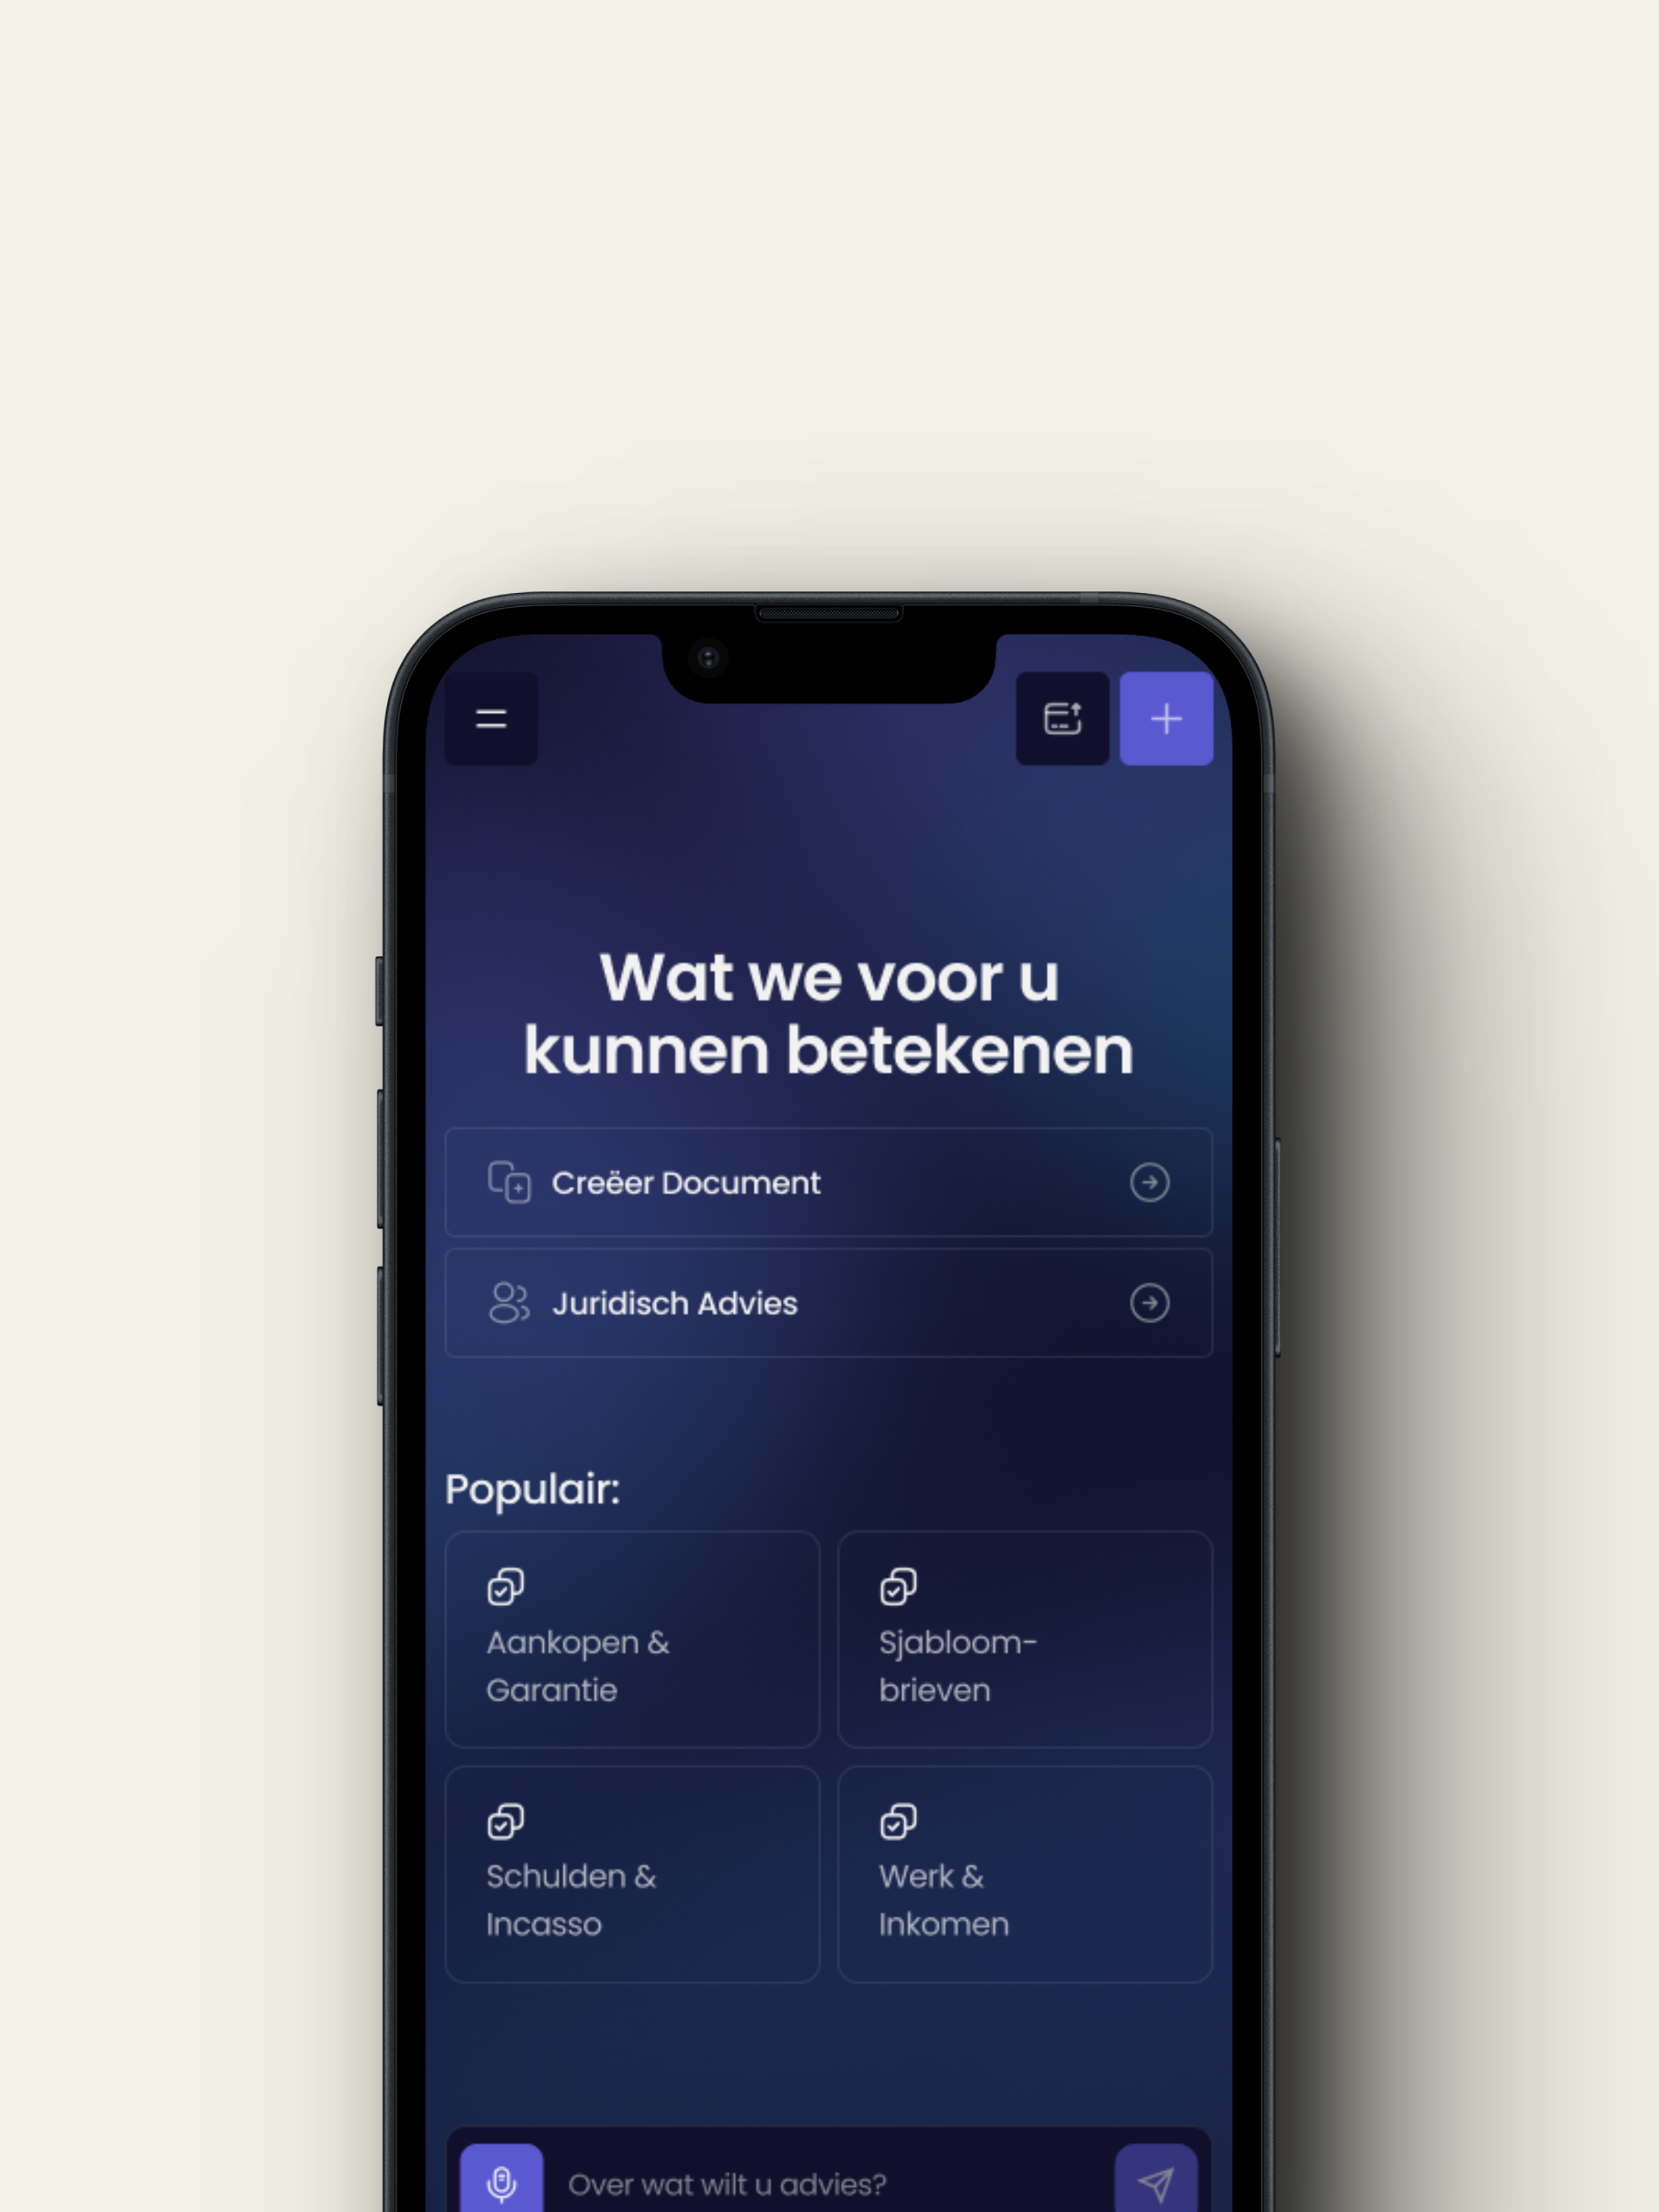 Wat we voor u
kunnen betekenen
Creëer Document
Juridisch Advies
Populair:
Aankopen &
Garantie
Sjabloom-
brieven
Schulden &
Incasso
Werk &
Inkomen
Over wat wilt u advies?